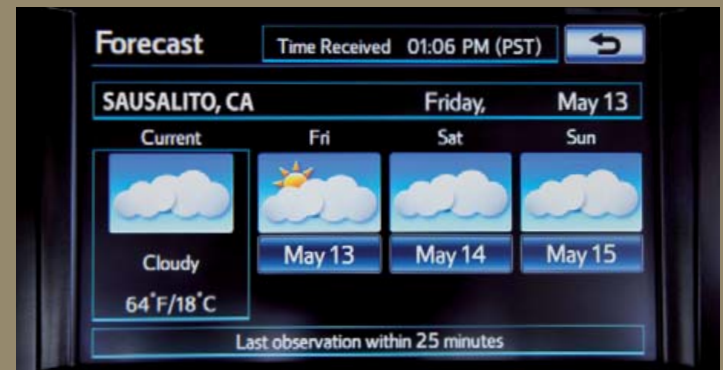 Forecast
Time Received 01:06 PM (PST)
SAUSALITO, CA Friday, May 13
Current Fri Sat Sun
Cloudy
May 13 May 14 May 15
64°F/18°C
Last observation within 25 minutes